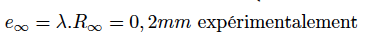 e∞ = λ.R∞ = 0,2mm expérimentalement